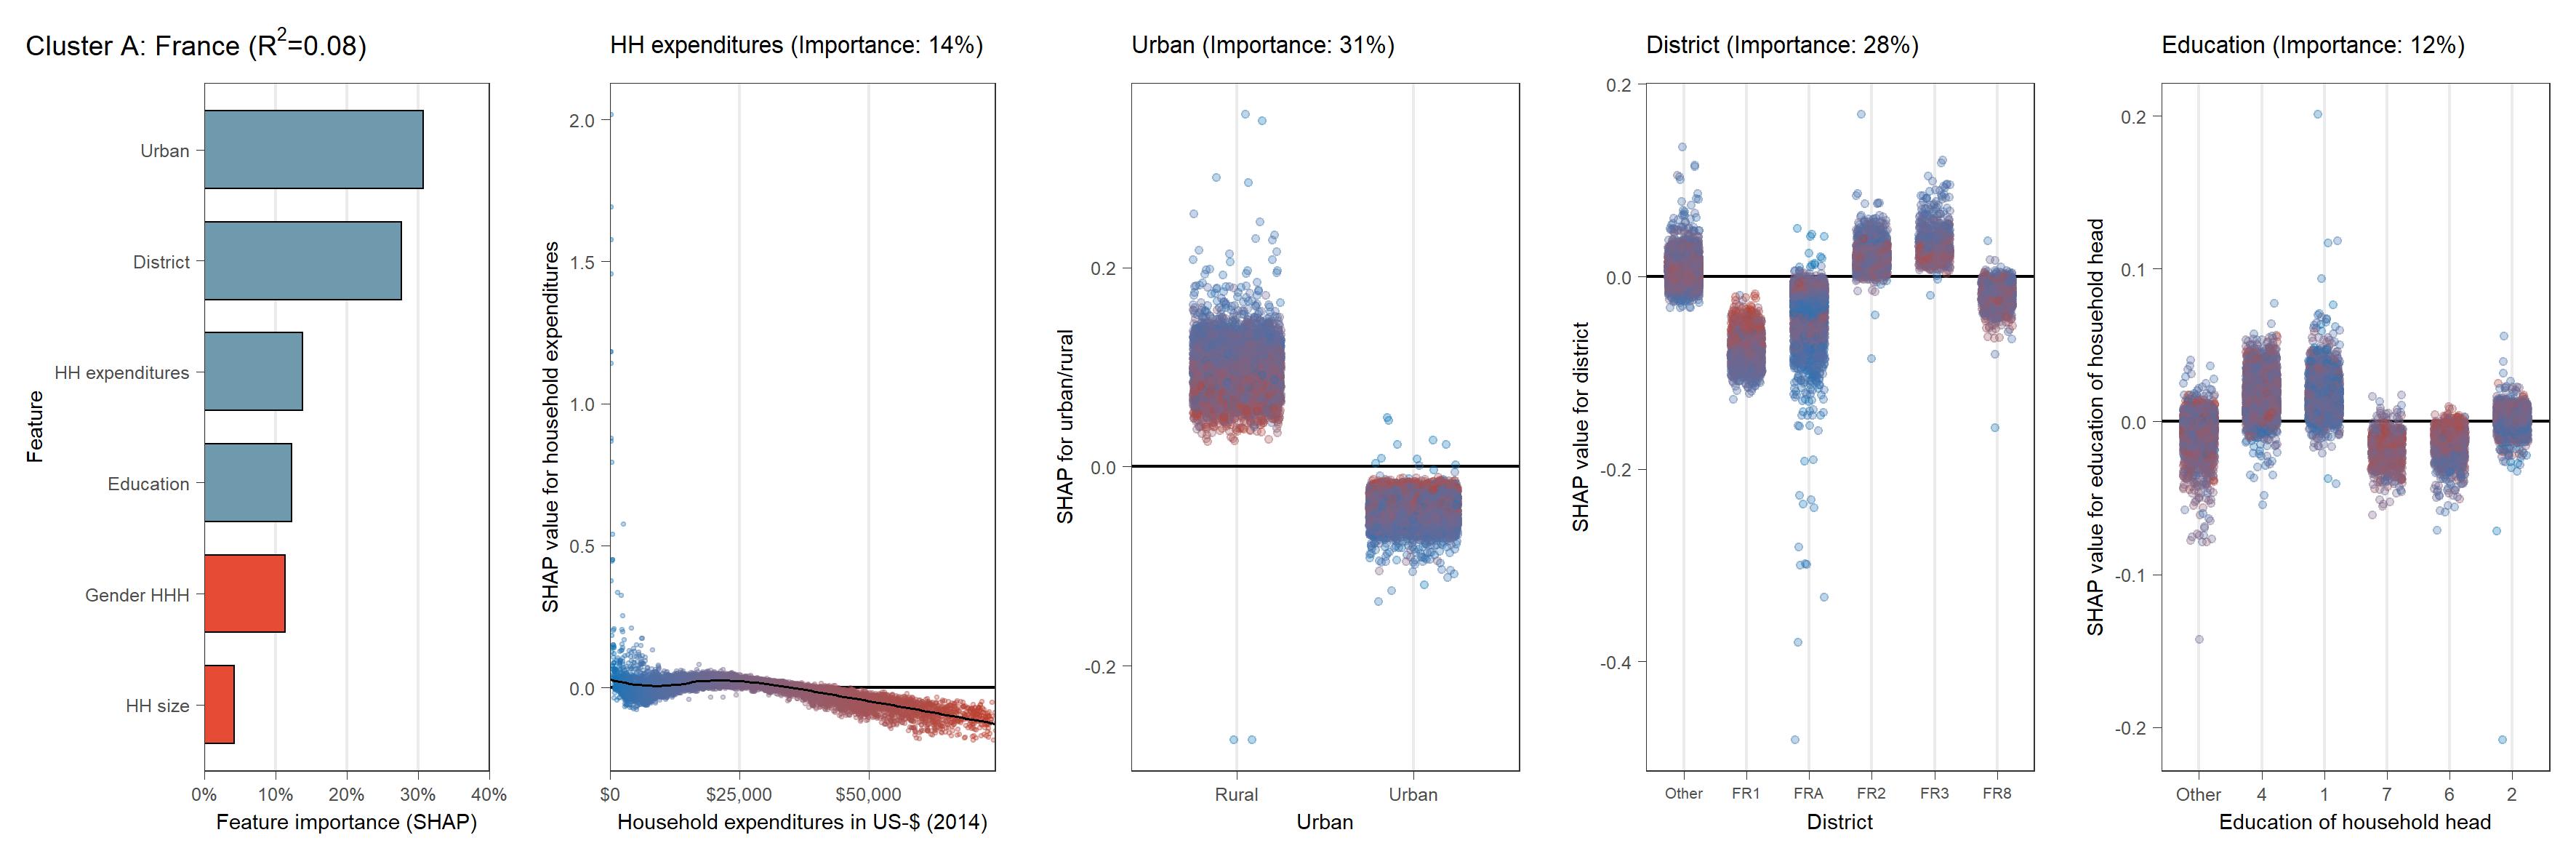 Cluster A: France (R²=0.08)
Feature
Urban
District
HH expenditures
Education
Gender HHH
HH size
0% 10% 20% 30% 40%
Feature importance (SHAP)
HH expenditures (Importance: 14%)
SHAP value for household expenditures
2.0
1.5
1.0
0.5
0.0
$0 $25,000 $50,000
Household expenditures in US-$ (2014)
Urban (Importance: 31%)
SHAP for urban/rural
0.2
0.0
-0.2
Rural Urban
Urban
District (Importance: 28%)
SHAP value for district
0.2
0.0
-0.2
-0.4
Other FR1 FRA FR2 FR3 FR8
District
Education (Importance: 12%)
SHAP value for education of hosuehold head
0.2
0.1
0.0
-0.1
-0.2
Other 4 1 7 6 2
Education of household head